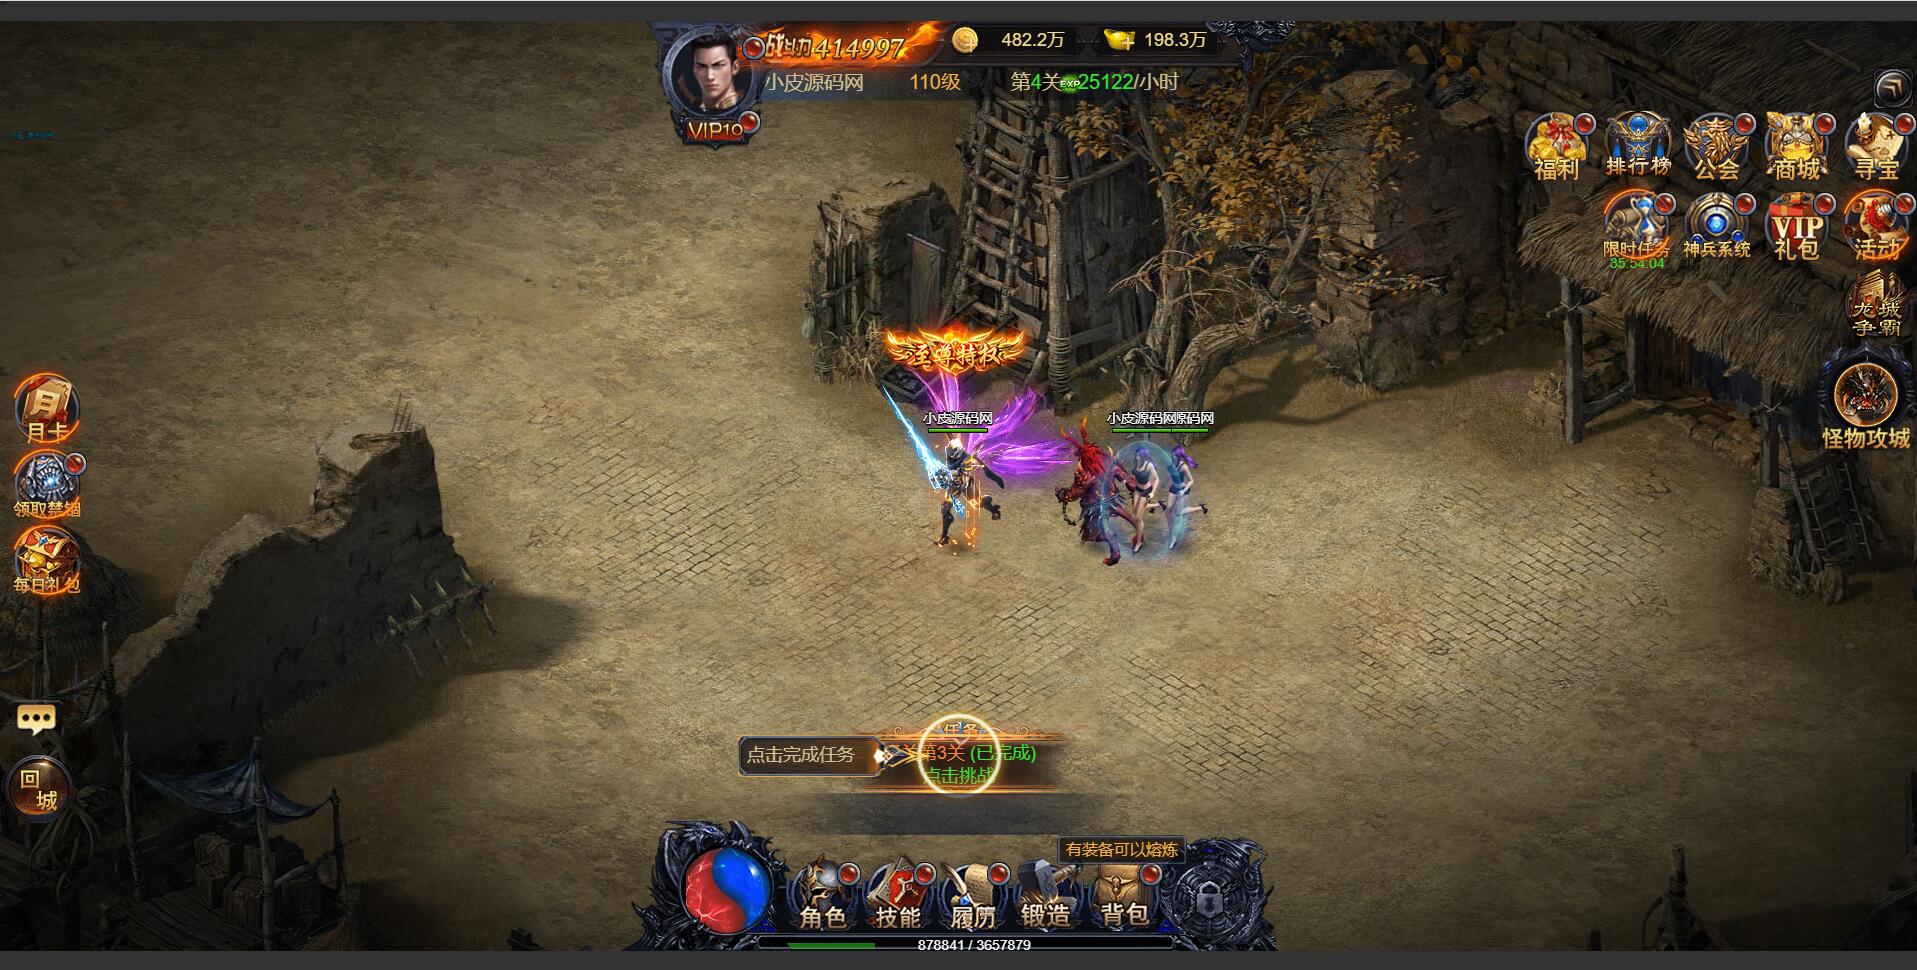 战斗力414997
482.2万
198.3万
小皮源码网
110级
第4关
EXP
25122/小时
VIP10
福利
排行榜
公会
商城
寻宝
限时任务
35:54:04
神兵系统
VIP
礼包
活动
龙城
争霸
怪物攻城
至尊特权
小皮源码网
小皮源码网
源码网
月
月卡
领取禁锢
每日礼包
回
城
任务
点击完成任务
第3关 (已完成)
点击挑战
有装备可以熔炼
角色
技能
履历
锻造
背包
878841 / 3657879